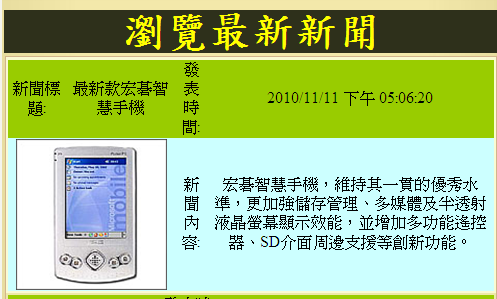 瀏覽最新新聞
新聞標題:
最新款宏碁智慧手機
發表時間:
2010/11/11 下午 05:06:20
mobile
新聞內容:
宏碁智慧手機，維持其一貫的優秀水
準，更加強儲存管理、多媒體及半透射
液晶螢幕顯示效能，並增加多功能遙控
器、SD介面周邊支援等創新功能。